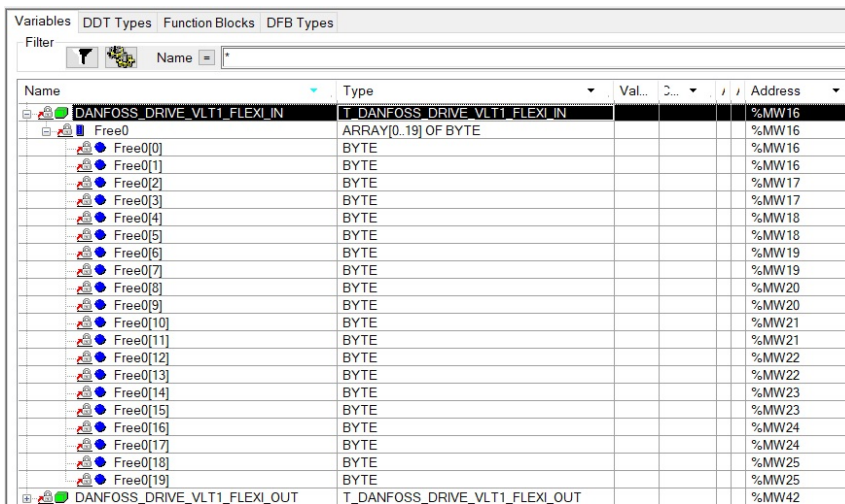 Variables DDT Types Function Blocks DFB Types
Filter
Name = *
Name Type Val... Address
DANFOSS_DRIVE_VLT1_FLEXI_IN T_DANFOSS_DRIVE_VLT1_FLEXI_IN %MW16
Free0 ARRAY[0..19] OF BYTE %MW16
Free0[0] BYTE %MW16
Free0[1] BYTE %MW16
Free0[2] BYTE %MW17
Free0[3] BYTE %MW17
Free0[4] BYTE %MW18
Free0[5] BYTE %MW18
Free0[6] BYTE %MW19
Free0[7] BYTE %MW19
Free0[8] BYTE %MW20
Free0[9] BYTE %MW20
Free0[10] BYTE %MW21
Free0[11] BYTE %MW21
Free0[12] BYTE %MW22
Free0[13] BYTE %MW22
Free0[14] BYTE %MW23
Free0[15] BYTE %MW23
Free0[16] BYTE %MW24
Free0[17] BYTE %MW24
Free0[18] BYTE %MW25
Free0[19] BYTE %MW25
DANFOSS_DRIVE_VLT1_FLEXI_OUT T_DANFOSS_DRIVE_VLT1_FLEXI_OUT %MW42